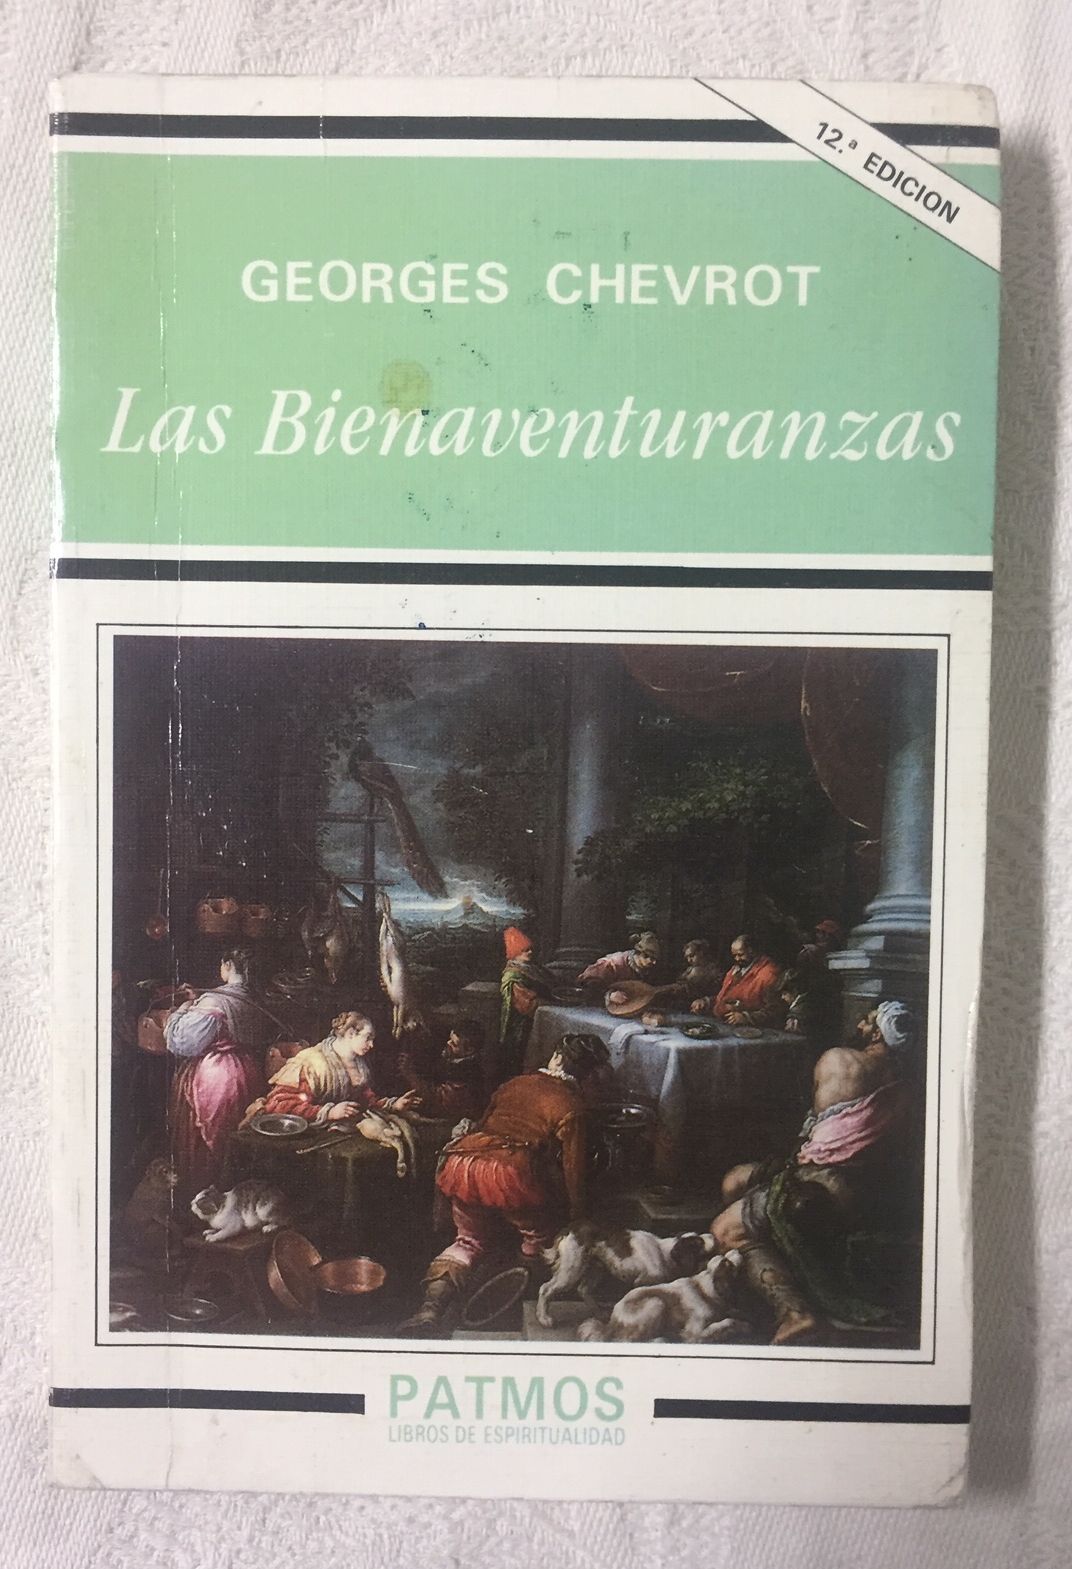 12.ª EDICION
GEORGES CHEVROT
Las Bienaventuranzas
PATMOS
LIBROS DE ESPIRITUALIDAD